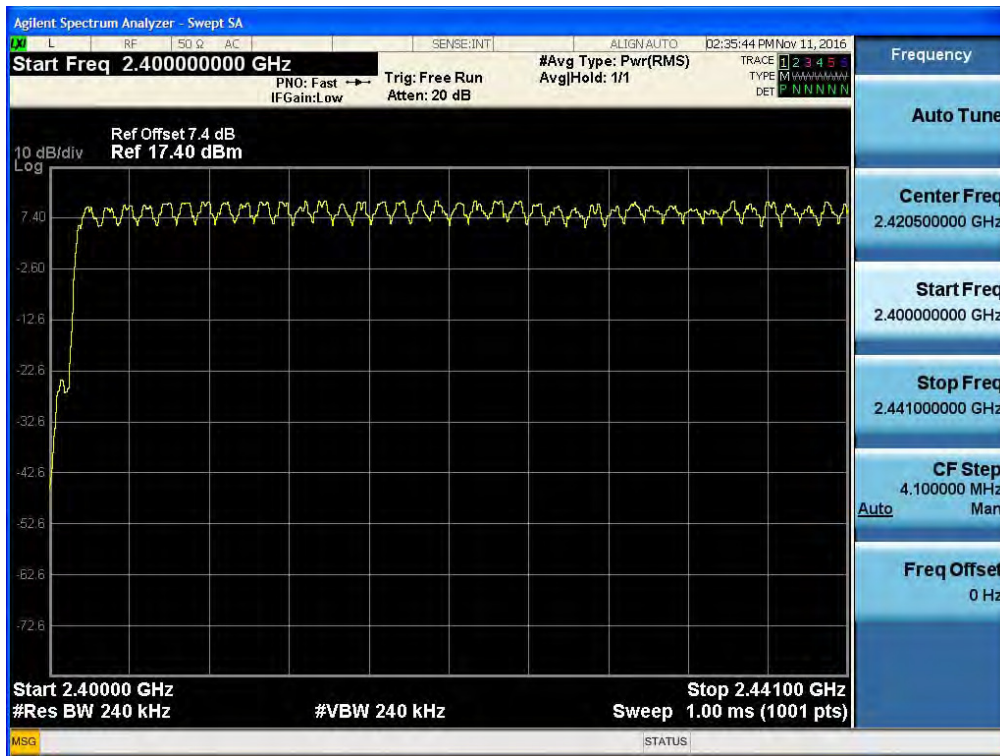 Agilent Spectrum Analyzer - Swept SA
LXI L RF 50 Ω AC SENSE:INT ALIGN AUTO 02:35:44 PM Nov 11, 2016
Start Freq 2.400000000 GHz
PNO: Fast
IFGain:Low
Trig: Free Run
Atten: 20 dB
#Avg Type: Pwr(RMS)
Avg|Hold: 1/1
TRACE 1 2 3 4 5 6
TYPE M
DET P N N N N N
Ref Offset 7.4 dB
10 dB/div Ref 17.40 dBm
Log
7.40
-2.60
-12.6
-22.6
-32.6
-42.6
-52.6
-62.6
-72.6
Start 2.40000 GHz Stop 2.44100 GHz
#Res BW 240 kHz #VBW 240 kHz Sweep 1.00 ms (1001 pts)
MSG STATUS
Frequency
Auto Tune
Center Freq
2.420500000 GHz
Start Freq
2.400000000 GHz
Stop Freq
2.441000000 GHz
CF Step
4.100000 MHz
Auto Man
Freq Offset
0 Hz